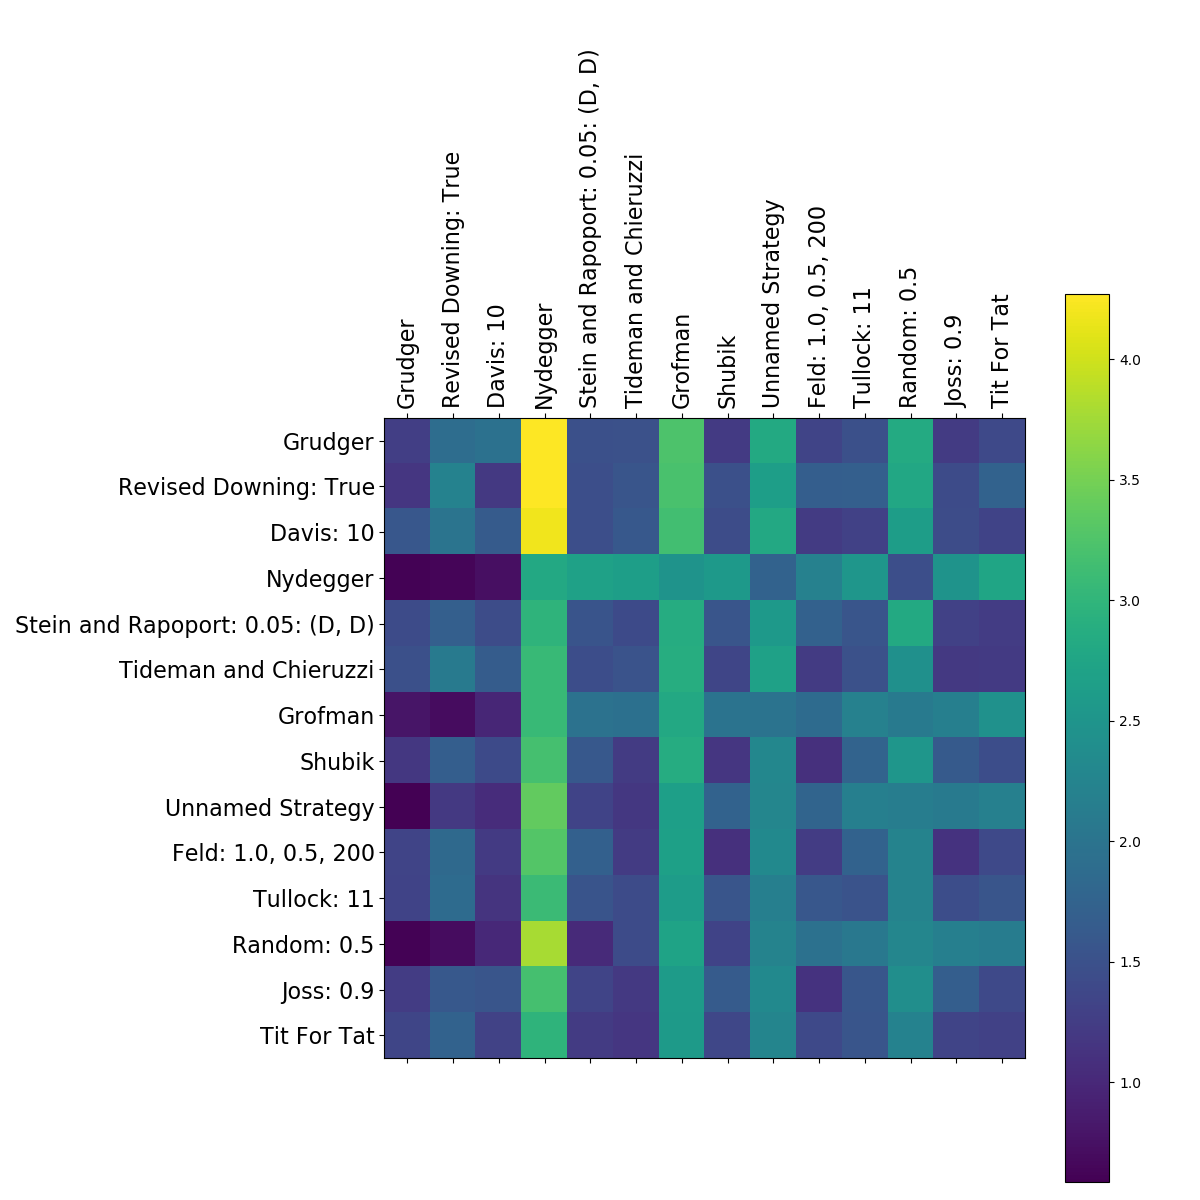 Grudger
Revised Downing: True
Davis: 10
Nydegger
Stein and Rapoport: 0.05: (D, D)
Tideman and Chieruzzi
Grofman
Shubik
Unnamed Strategy
Feld: 1.0, 0.5, 200
Tullock: 11
Random: 0.5
Joss: 0.9
Tit For Tat
Grudger
Revised Downing: True
Davis: 10
Nydegger
Stein and Rapoport: 0.05: (D, D)
Tideman and Chieruzzi
Grofman
Shubik
Unnamed Strategy
Feld: 1.0, 0.5, 200
Tullock: 11
Random: 0.5
Joss: 0.9
Tit For Tat
4.0
3.5
3.0
2.5
2.0
1.5
1.0